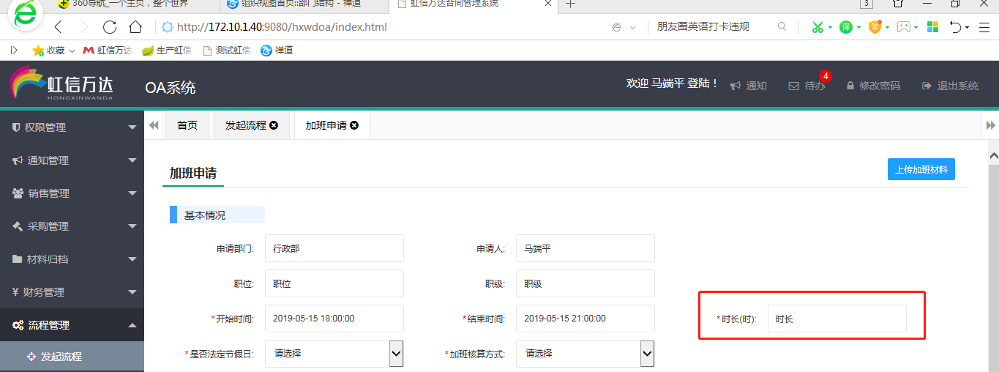 360导航_一个主页，整个世界
组织视图首页::部门结构 - 禅道
虹信万达合同管理系统
3
http://172.10.1.40:9080/hxwdoa/index.html
朋友圈英语打卡违规
译
收藏
虹信万达
生产虹信
测试虹信
禅道
虹信万达
HONGXINWANDA
OA系统
欢迎 马端平 登陆！
通知
待办
4
修改密码
退出系统
权限管理
通知管理
销售管理
采购管理
材料归档
¥ 财务管理
流程管理
发起流程
首页
发起流程
加班申请
加班申请
上传加班材料
基本情况
申请部门: 行政部
申请人: 马端平
职位: 职位
职级: 职级
*开始时间: 2019-05-15 18:00:00
*结束时间: 2019-05-15 21:00:00
*时长(时): 时长
*是否法定节假日: 请选择
*加班核算方式: 请选择